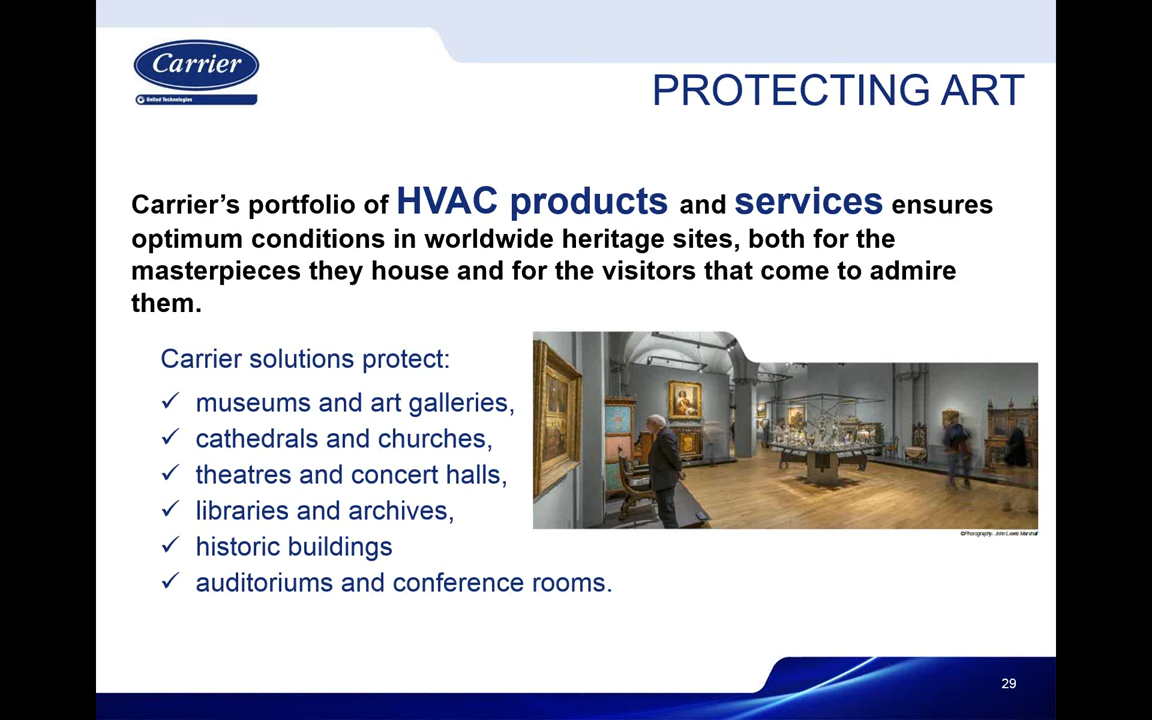 Carrier
United Technologies
PROTECTING ART
Carrier’s portfolio of HVAC products and services ensures
optimum conditions in worldwide heritage sites, both for the
masterpieces they house and for the visitors that come to admire
them.
Carrier solutions protect:
✓ museums and art galleries,
✓ cathedrals and churches,
✓ theatres and concert halls,
✓ libraries and archives,
✓ historic buildings
✓ auditoriums and conference rooms.
©Photography: John Lewis Marshall
29